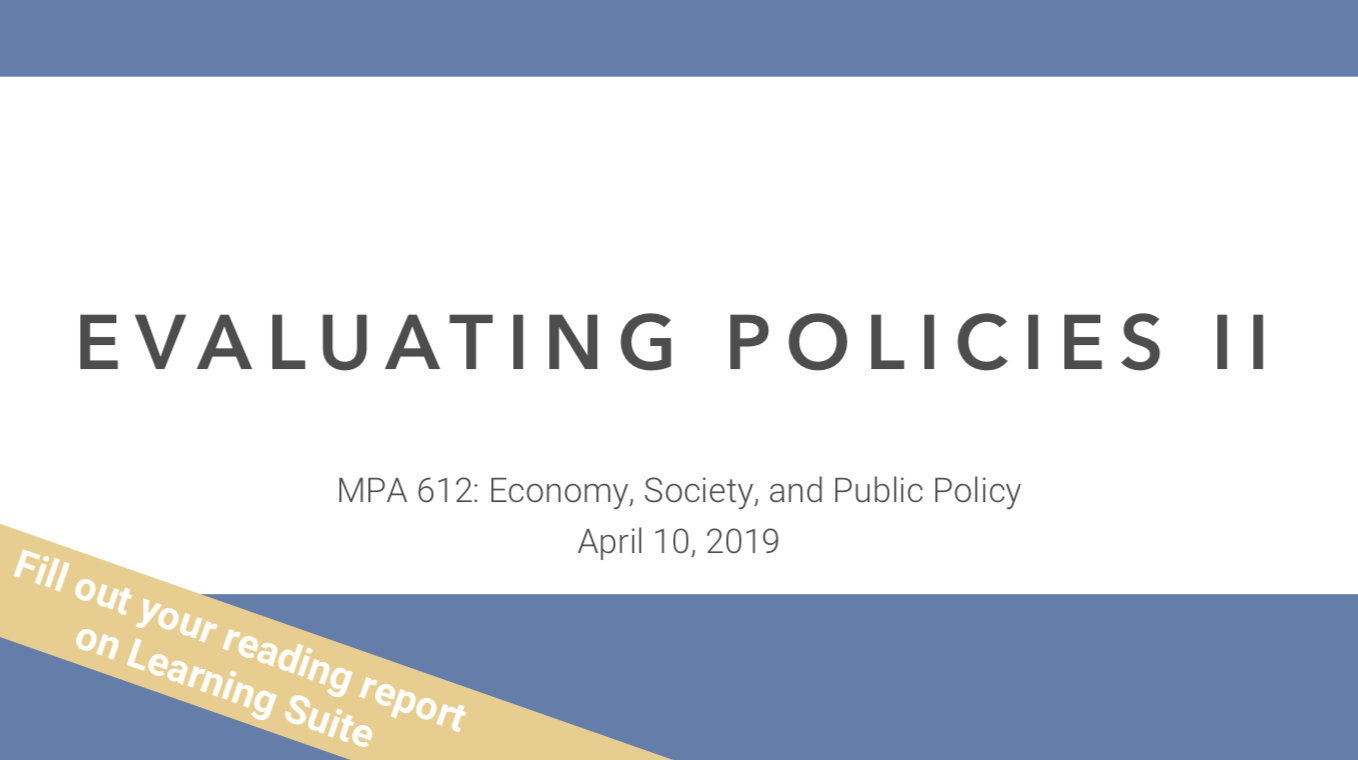 EVALUATING POLICIES II
MPA 612: Economy, Society, and Public Policy
April 10, 2019
Fill out your reading report
on Learning Suite